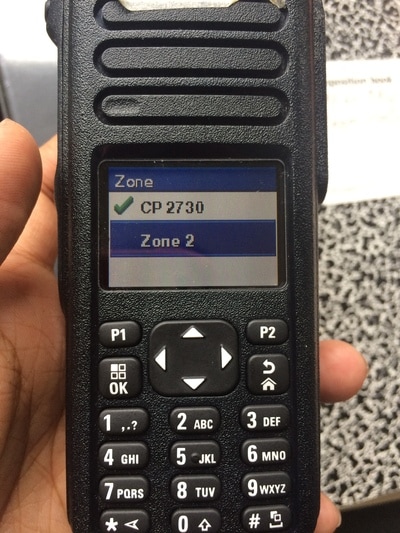 Zone
CP 2730
Zone 2
P1
P2
OK
1 ,.?
2 ABC
3 DEF
4 GHI
5 JKL
6 MNO
7 PQRS
8 TUV
9 WXYZ
*
0
#